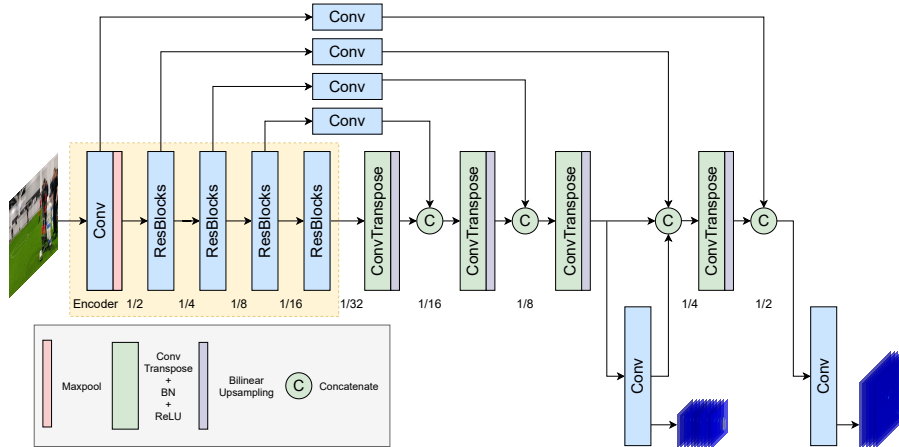 Conv
Conv
Conv
Conv
Conv
ResBlocks
ResBlocks
ResBlocks
ResBlocks
ConvTranspose
C
ConvTranspose
C
ConvTranspose
C
ConvTranspose
C
Encoder
1/2
1/4
1/8
1/16
1/32
1/16
1/8
1/4
1/2
Maxpool
Conv
Transpose
+
BN
+
ReLU
Bilinear
Upsampling
C
Concatenate
Conv
Conv